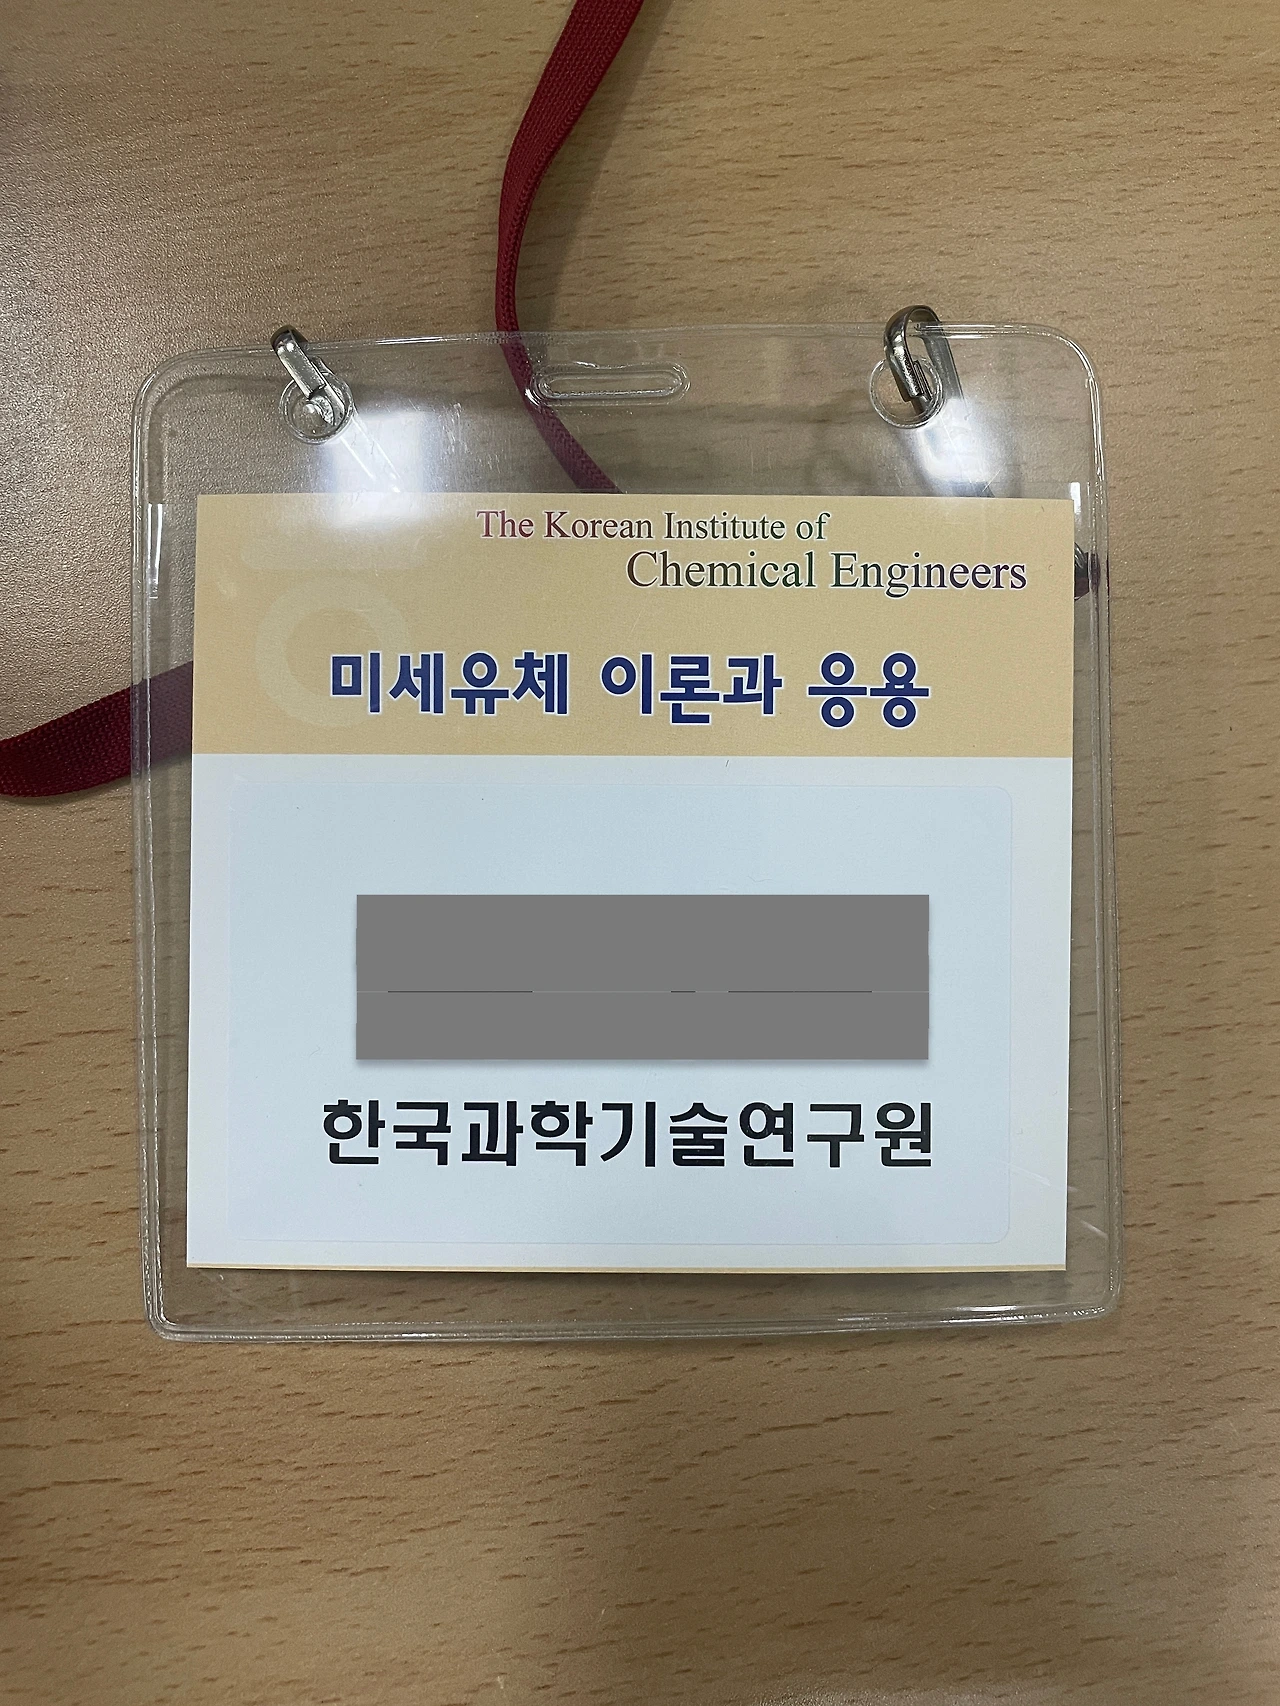 The Korean Institute of
Chemical Engineers
미세유체 이론과 응용
한국과학기술연구원